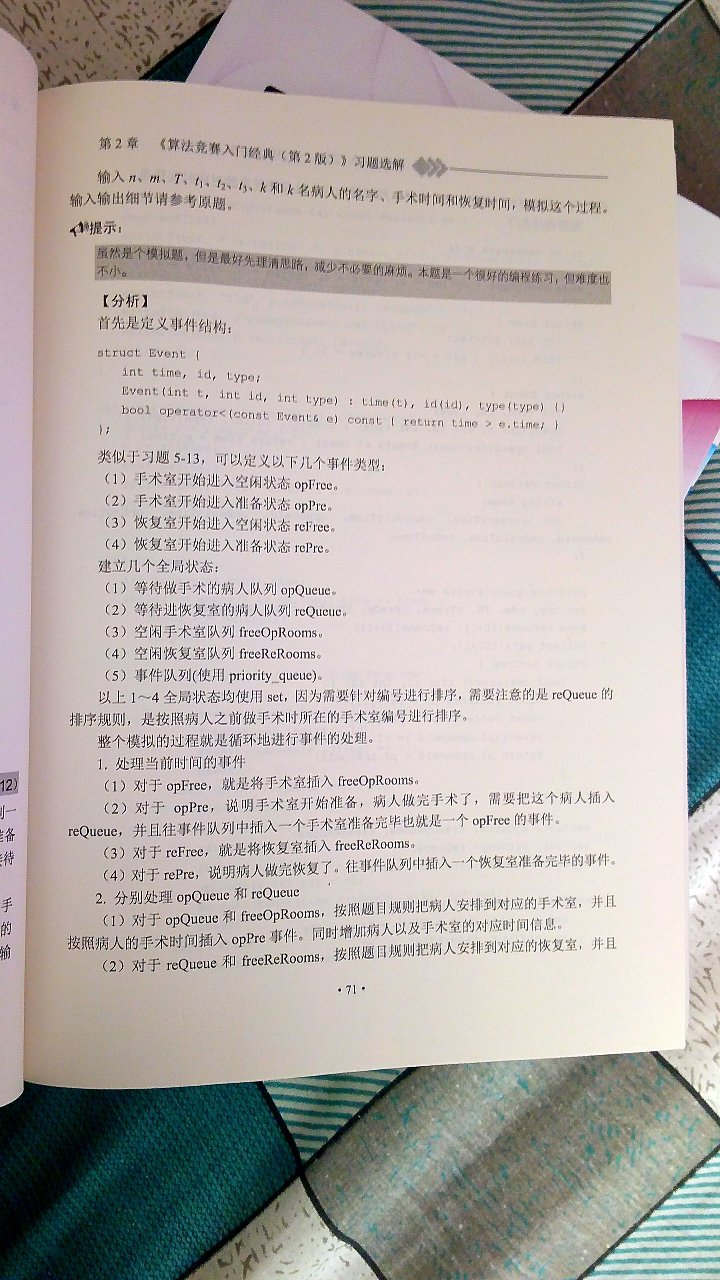 第 2 章 《算法竞赛入门经典(第 2 版)》习题选解
输入 n、m、T、t₁、t₂、t₃、k 和 k 名病人的名字、手术时间和恢复时间,模拟这个过程。
输入输出细节请参考原题。
提示:
虽然是个模拟题,但是最好先理清思路,减少不必要的麻烦。本题是一个很好的编程练习,但难度也
不小。
【分析】
首先是定义事件结构:
struct Event {
int time, id, type;
Event(int t, int id, int type) : time(t), id(id), type(type) {}
bool operator<(const Event& e) const { return time > e.time; }
};
类似于习题 5-13,可以定义以下几个事件类型:
(1)手术室开始进入空闲状态 opFree。
(2)手术室开始进入准备状态 opPre。
(3)恢复室开始进入空闲状态 reFree。
(4)恢复室开始进入准备状态 rePre。
建立几个全局状态:
(1)等待做手术的病人队列 opQueue。
(2)等待进恢复室的病人队列 reQueue。
(3)空闲手术室队列 freeOpRooms。
(4)空闲恢复室队列 freeReRooms。
(5)事件队列(使用 priority_queue)。
以上 1~4 全局状态均使用 set,因为需要针对编号进行排序,需要注意的是 reQueue 的
排序规则,是按照病人之前做手术时所在的手术室编号进行排序。
整个模拟的过程就是循环地进行事件的处理。
1. 处理当前时间的事件
(1)对于 opFree,就是将手术室插入 freeOpRooms。
(2)对于 opPre,说明手术室开始准备,病人做完手术了,需要把这个病人插入
reQueue,并且往事件队列中插入一个手术室准备完毕也就是一个 opFree 的事件。
(3)对于 reFree,就是将恢复室插入 freeReRooms。
(4)对于 rePre,说明病人做完恢复了。往事件队列中插入一个恢复室准备完毕的事件。
2. 分别处理 opQueue 和 reQueue
(1)对于 opQueue 和 freeOpRooms,按照题目规则把病人安排到对应的手术室,并且
按照病人的手术时间插入 opPre 事件。同时增加病人以及手术室的对应时间信息。
(2)对于 reQueue 和 freeReRooms,按照题目规则把病人安排到对应的恢复室,并且
·71·
12)
到一
准备
接待
手
的
输